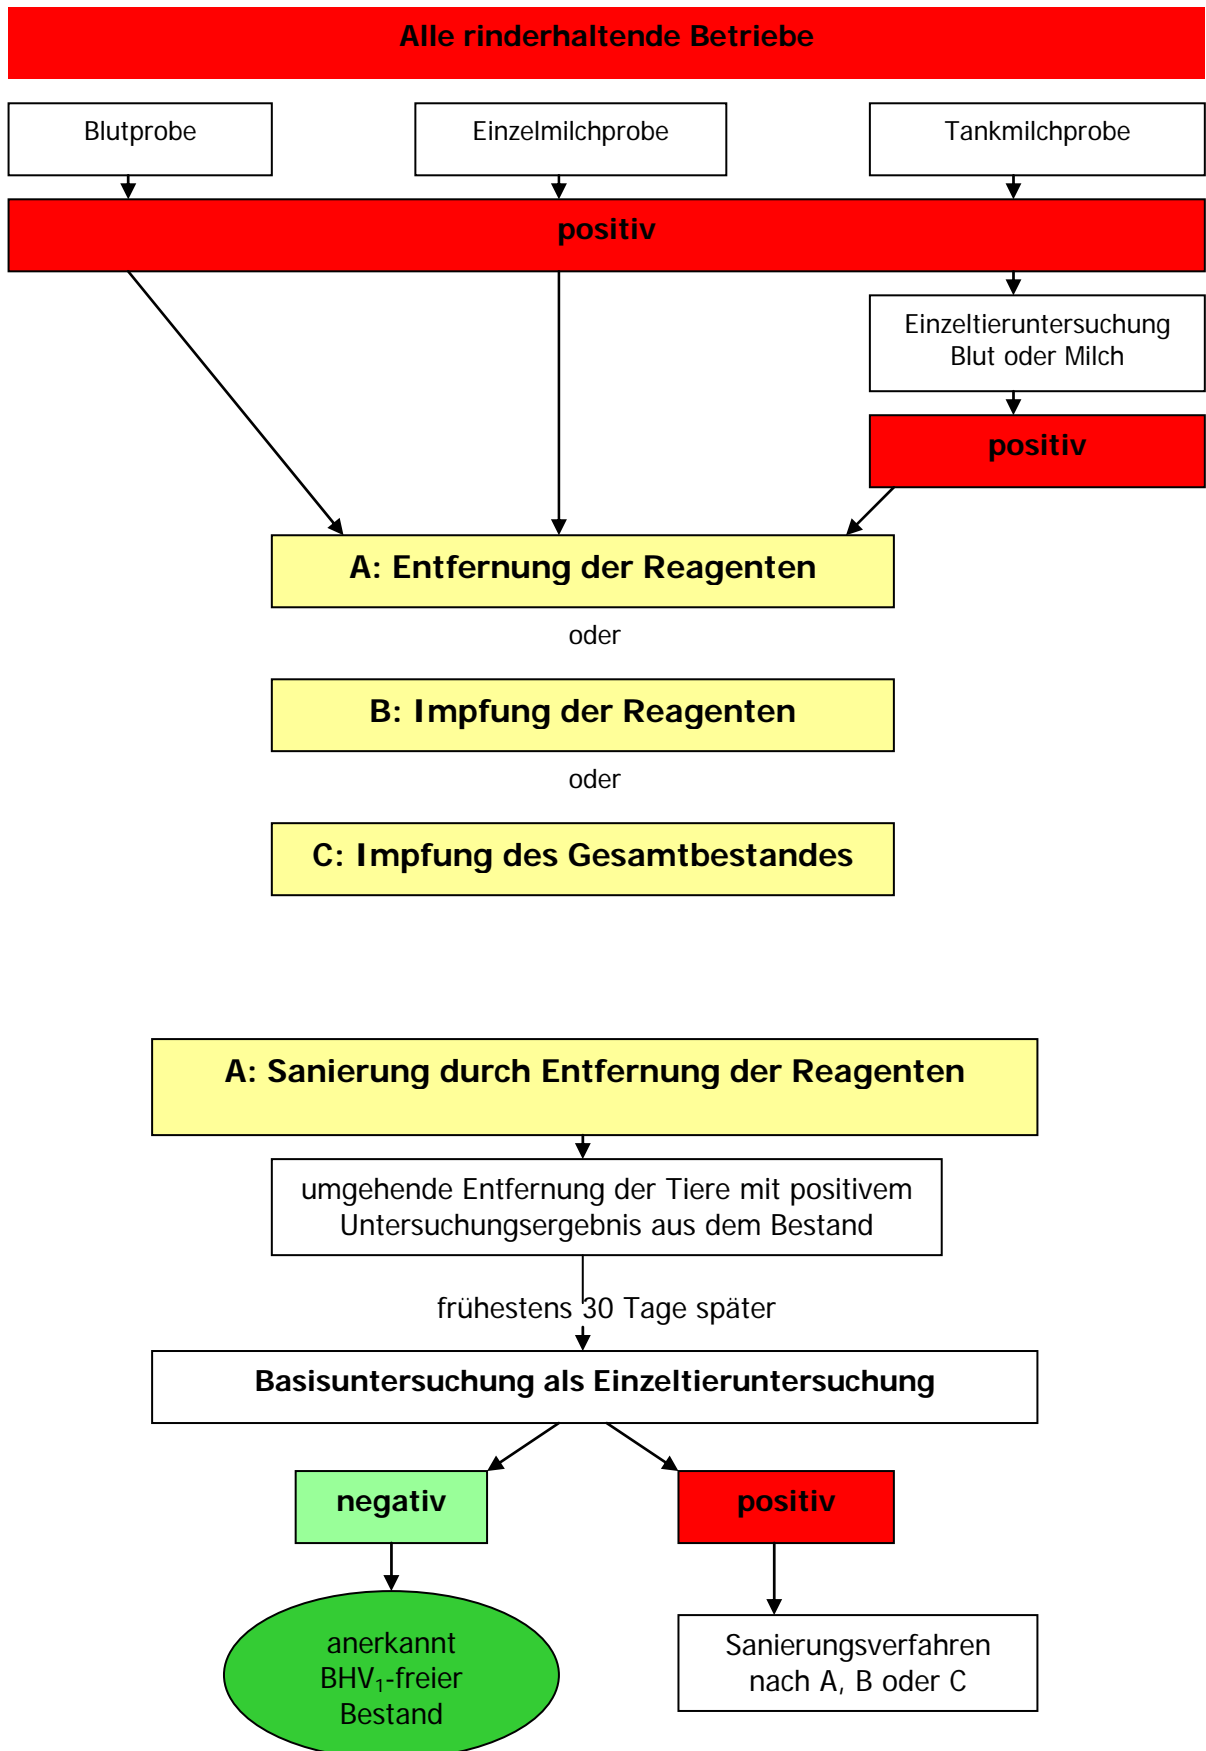 Alle rinderhaltende Betriebe
Blutprobe
Einzelmilchprobe
Tankmilchprobe
positiv
Einzeltieruntersuchung
Blut oder Milch
positiv
A: Entfernung der Reagenten
oder
B: Impfung der Reagenten
oder
C: Impfung des Gesamtbestandes
A: Sanierung durch Entfernung der Reagenten
umgehende Entfernung der Tiere mit positivem
Untersuchungsergebnis aus dem Bestand
frühestens 30 Tage später
Basisuntersuchung als Einzeltieruntersuchung
negativ
positiv
anerkannt
BHV₁-freier
Bestand
Sanierungsverfahren
nach A, B oder C